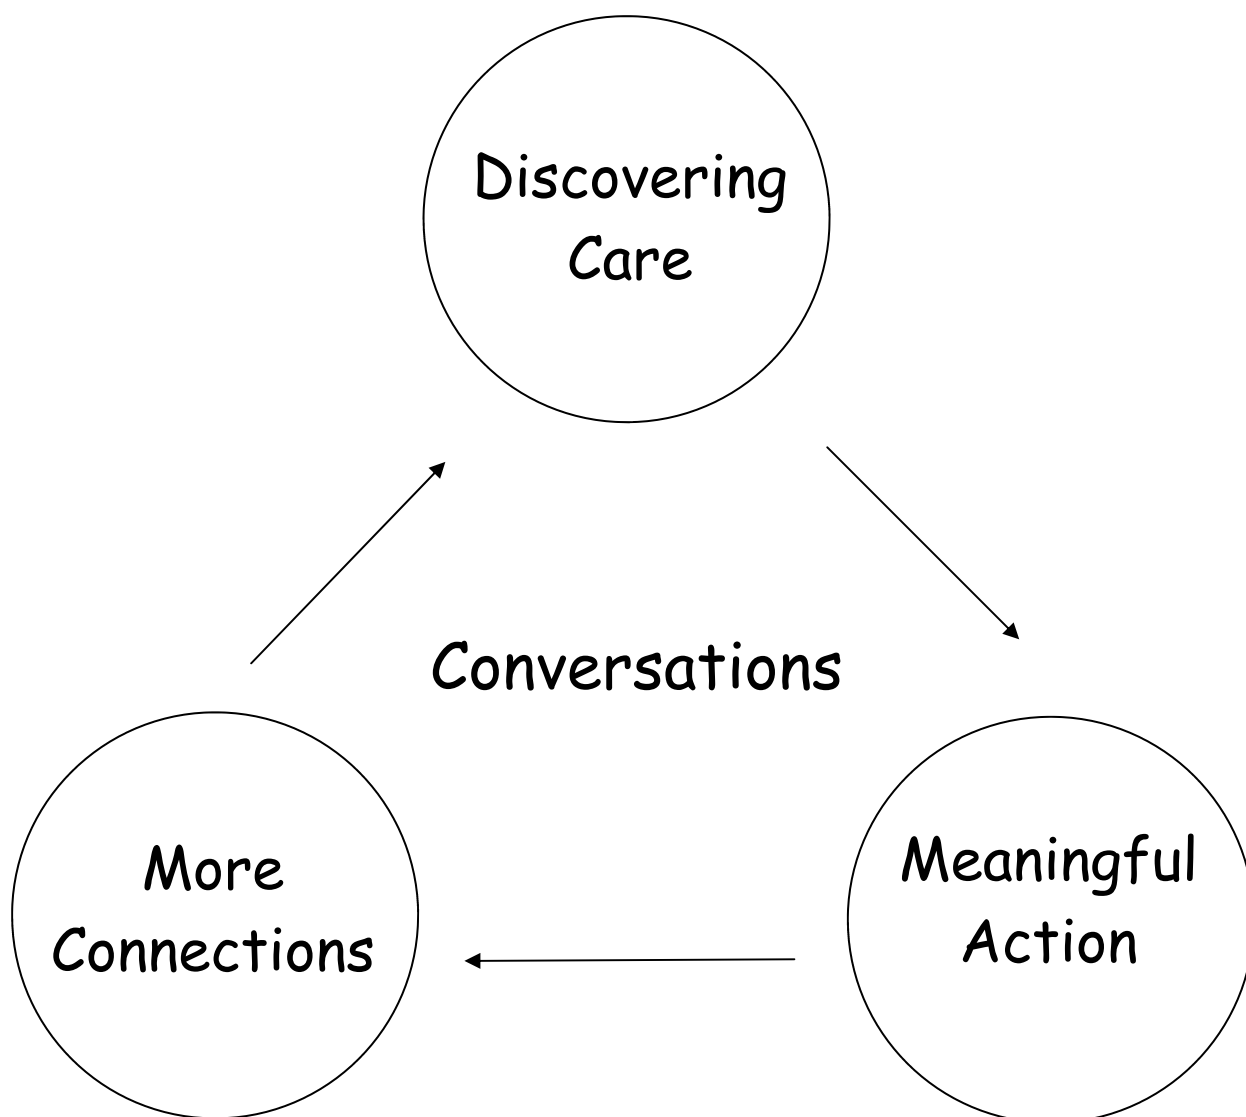 Discovering
Care
Conversations
More
Connections
Meaningful
Action